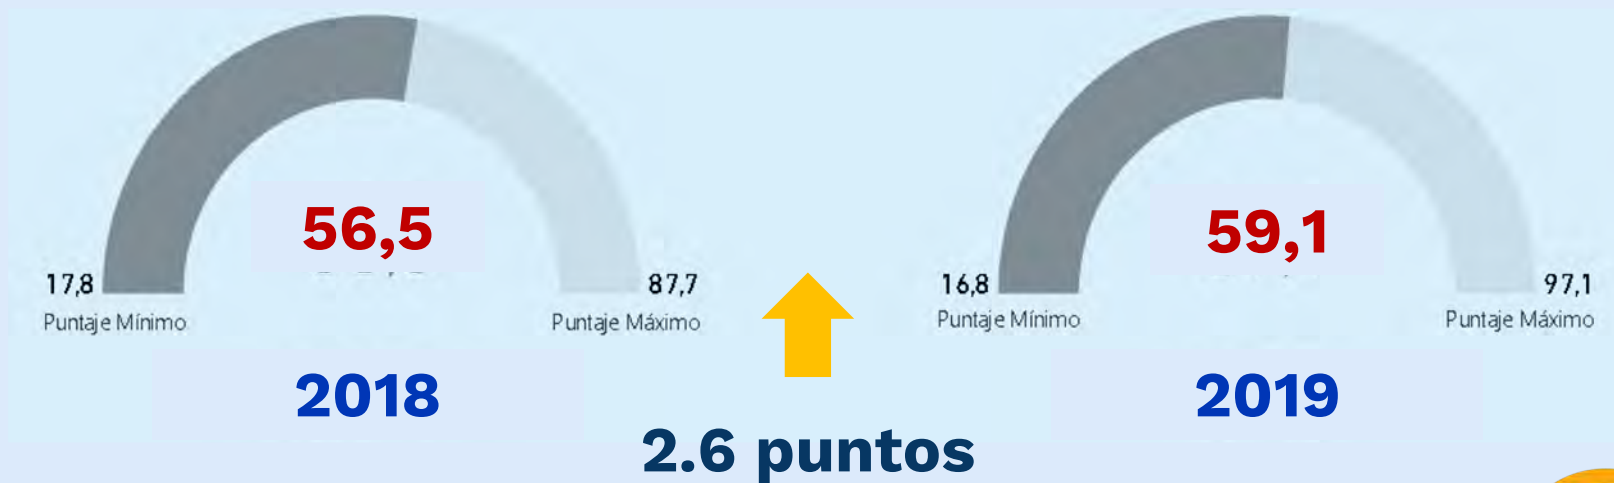 56,5
17,8
87,7
Puntaje Mínimo
Puntaje Máximo
2018
59,1
16,8
97,1
Puntaje Mínimo
Puntaje Máximo
2019
2.6 puntos